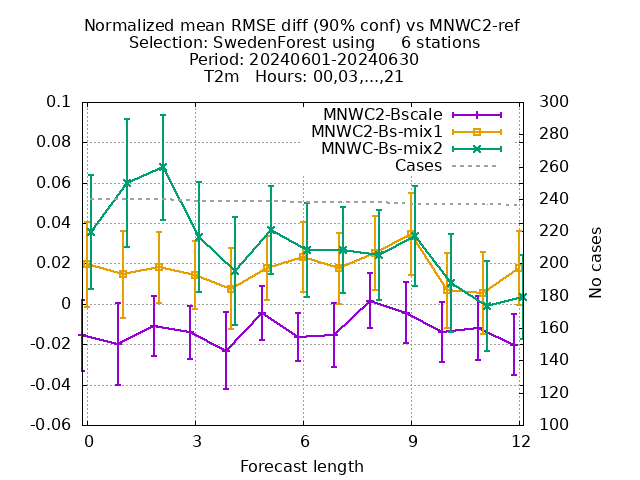 Normalized mean RMSE diff (90% conf) vs MNWC2-ref
Selection: SwedenForest using     6 stations
Period: 20240601-20240630
T2m   Hours: 00,03,...,21
MNWC2-Bscale
MNWC2-Bs-mix1
MNWC-Bs-mix2
Cases
0.1
0.08
0.06
0.04
0.02
0
-0.02
-0.04
-0.06
300
280
260
240
220
200
180
160
140
120
100
No cases
0 3 6 9 12
Forecast length